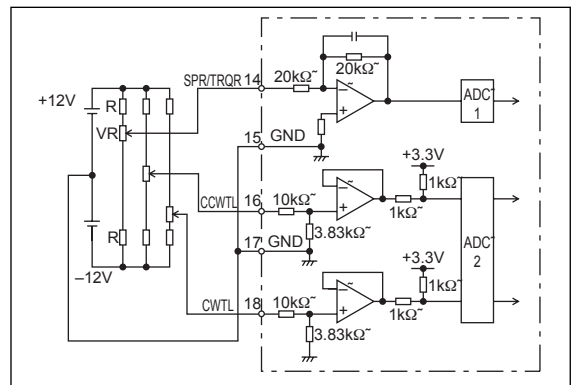 SPR/TRQR 14
20kΩ~
20kΩ~
+12V
R
VR
ADC~
1
15 GND
+3.3V
CCWTL
16
10kΩ~
1kΩ~
1kΩ~
3.83kΩ~
17 GND
ADC~
2
R
+3.3V
–12V
CWTL
18
10kΩ~
1kΩ~
1kΩ~
3.83kΩ~